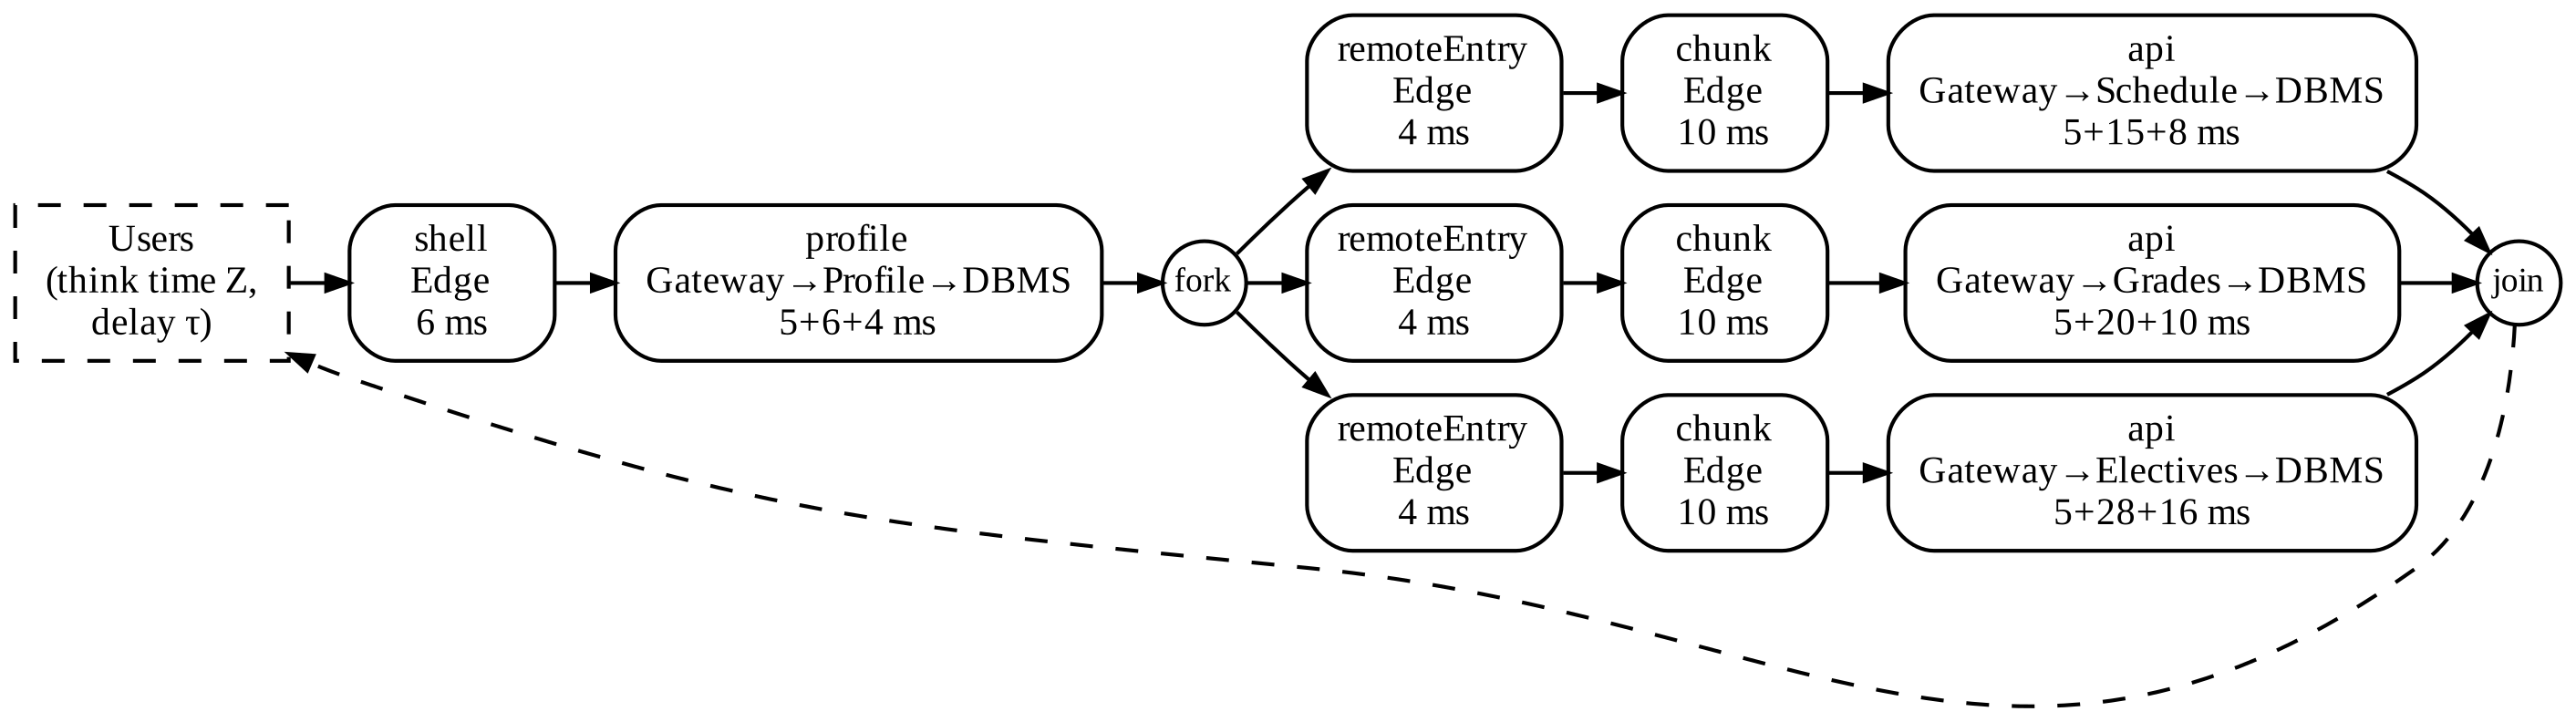 Users
(think time Z,
delay τ)
shell
Edge
6 ms
profile
Gateway→Profile→DBMS
5+6+4 ms
fork
remoteEntry
Edge
4 ms
chunk
Edge
10 ms
api
Gateway→Schedule→DBMS
5+15+8 ms
remoteEntry
Edge
4 ms
chunk
Edge
10 ms
api
Gateway→Grades→DBMS
5+20+10 ms
remoteEntry
Edge
4 ms
chunk
Edge
10 ms
api
Gateway→Electives→DBMS
5+28+16 ms
join